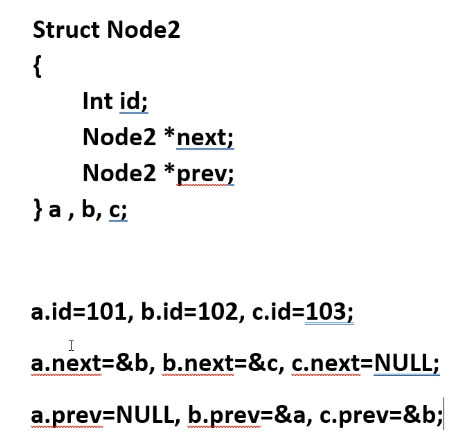 Struct Node2
{
Int id;
Node2 *next;
Node2 *prev;
} a , b, c;
a.id=101, b.id=102, c.id=103;
a.next=&b, b.next=&c, c.next=NULL;
a.prev=NULL, b.prev=&a, c.prev=&b;